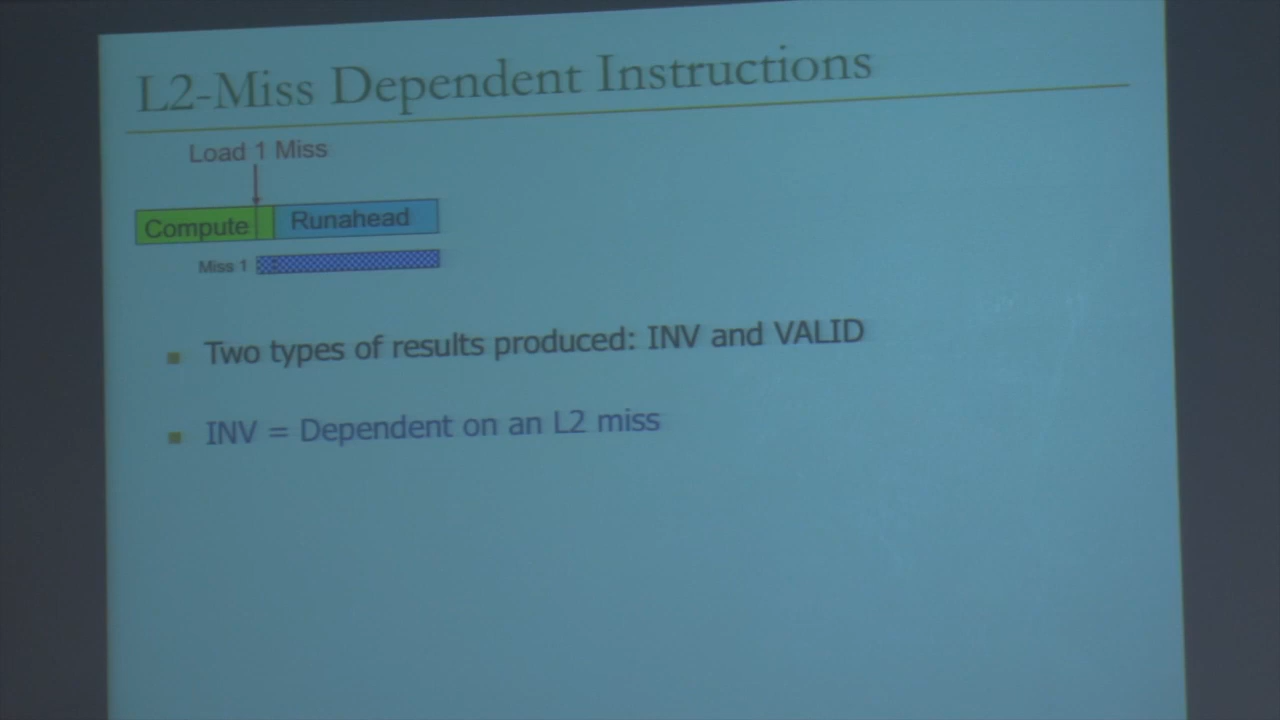 L2-Miss Dependent Instructions
Load 1 Miss
Compute Runahead
Miss 1
Two types of results produced: INV and VALID
INV = Dependent on an L2 miss